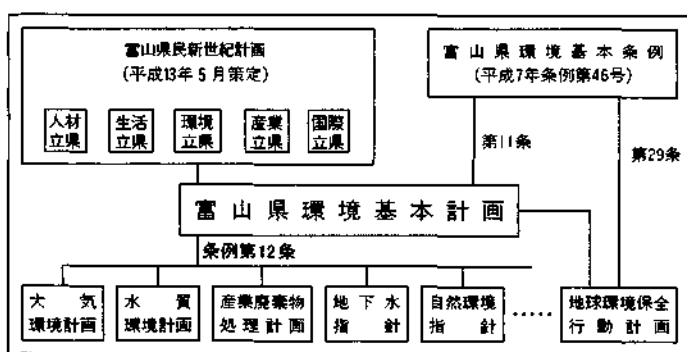 富山県民新世紀計画
(平成13年5月策定)
人材
立県
生活
立県
環境
立県
産業
立県
国際
立県
富山県環境基本条例
(平成7年条例第46号)
第11条
第29条
富山県環境基本計画
条例第12条
大気
環境計画
水質
環境計画
産業廃棄物
処理計画
地下水
指針
自然環境
指針
……
地球環境保全
行動計画